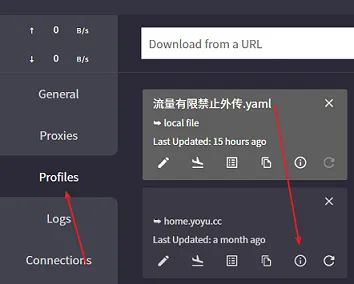 ↑ 0 B/s
↓ 0 B/s
General
Proxies
Profiles
Logs
Connections
Download from a URL
流量有限禁止外传.yaml
➥ local file
Last Updated: 15 hours ago
➥ home.yoyu.cc
Last Updated: a month ago